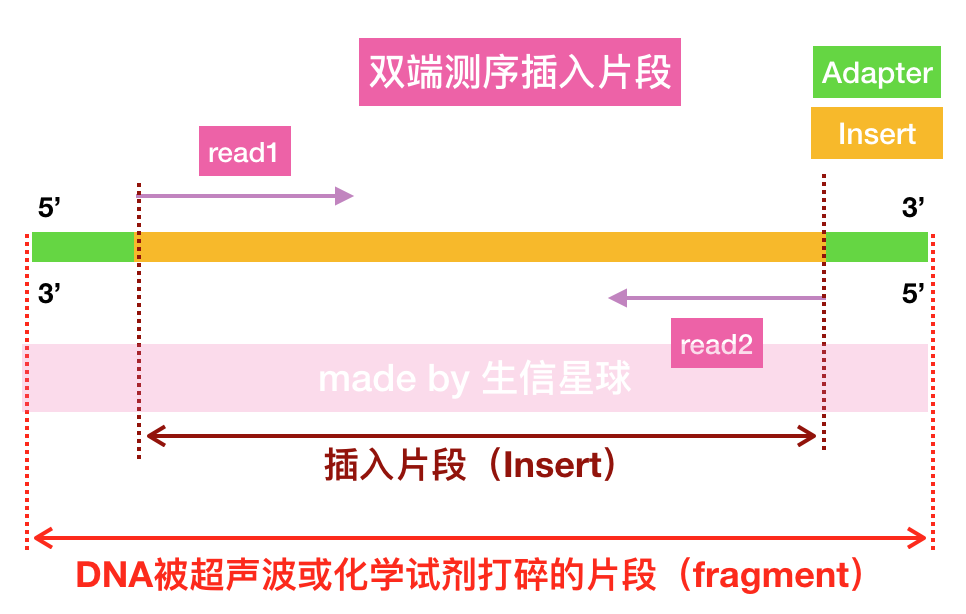 双端测序插入片段
Adapter
Insert
read1
5’
3’
3’
5’
read2
made by 生信星球
插入片段（Insert）
DNA被超声波或化学试剂打碎的片段（fragment）